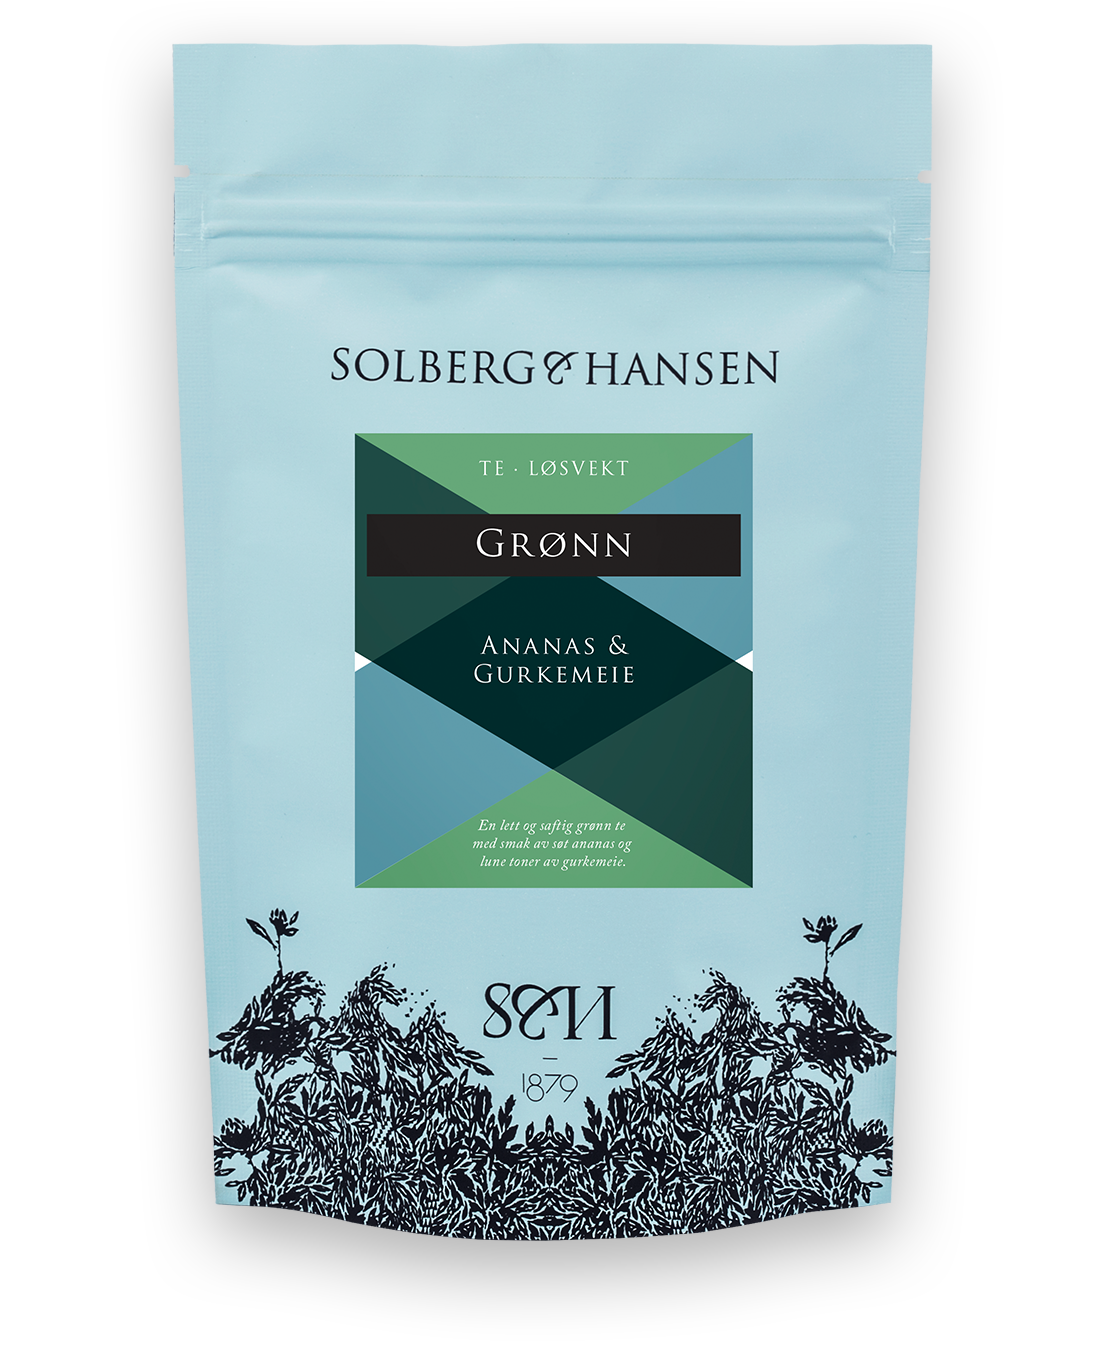 SOLBERG & HANSEN
TE · LØSVEKT
GRØNN
ANANAS &
GURKEMEIE
En lett og saftig grønn te
med smak av søt ananas og
lune toner av gurkemeie.
S&H
1879